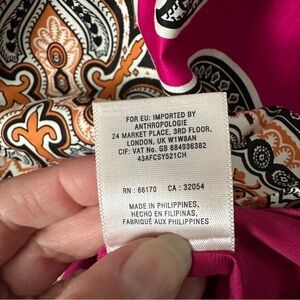 FOR EU: IMPORTED BY
ANTHROPOLOGIE
24 MARKET PLACE, 3RD FLOOR,
LONDON, UK W1W8AN
CIF: VAT No. GB 684936382
43AFCSY521CH
RN : 66170 CA : 32054
MADE IN PHILIPPINES,
HECHO EN FILIPINAS,
FABRIQUÉ AUX PHILIPPINES